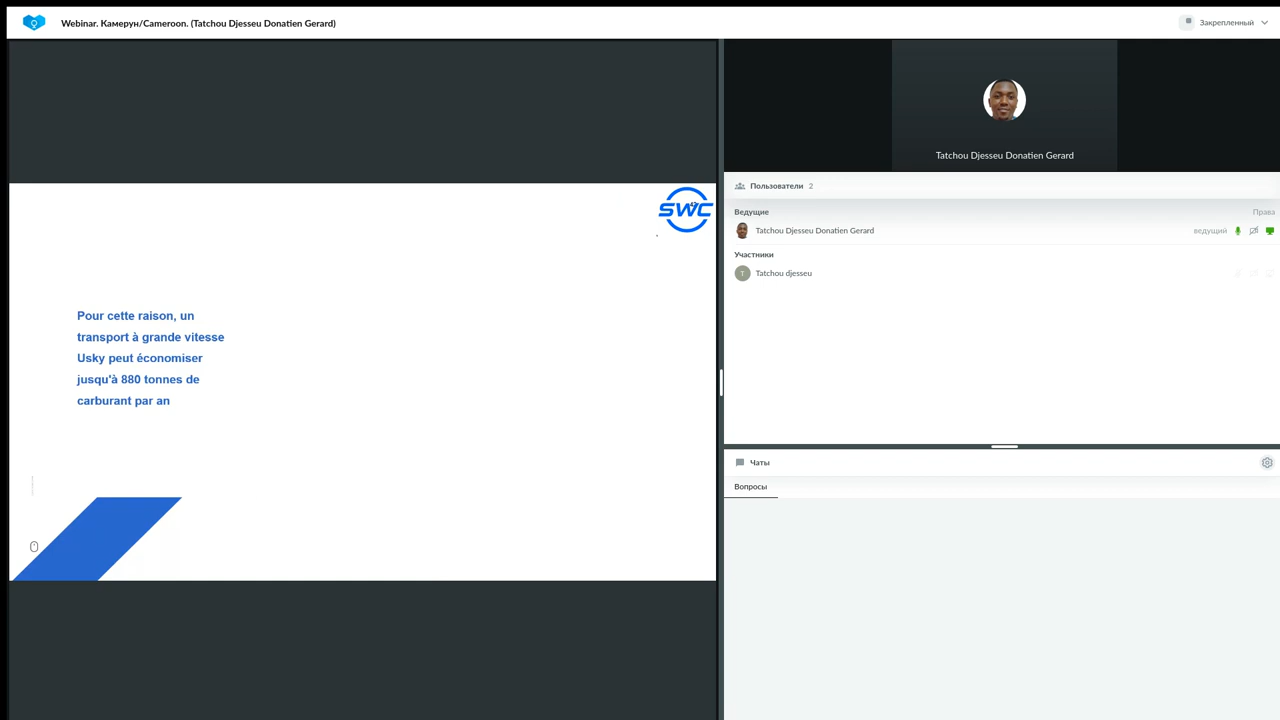 Webinar. Камерун/Cameroon. (Tatchou Djesseu Donatien Gerard)
Закрепленный
Tatchou Djesseu Donatien Gerard
Пользователи 2
Ведущие Права
Tatchou Djesseu Donatien Gerard ведущий
Участники
T Tatchou djesseu
SWC
Pour cette raison, un
transport à grande vitesse
Usky peut économiser
jusqu'à 880 tonnes de
carburant par an
Чаты
Вопросы